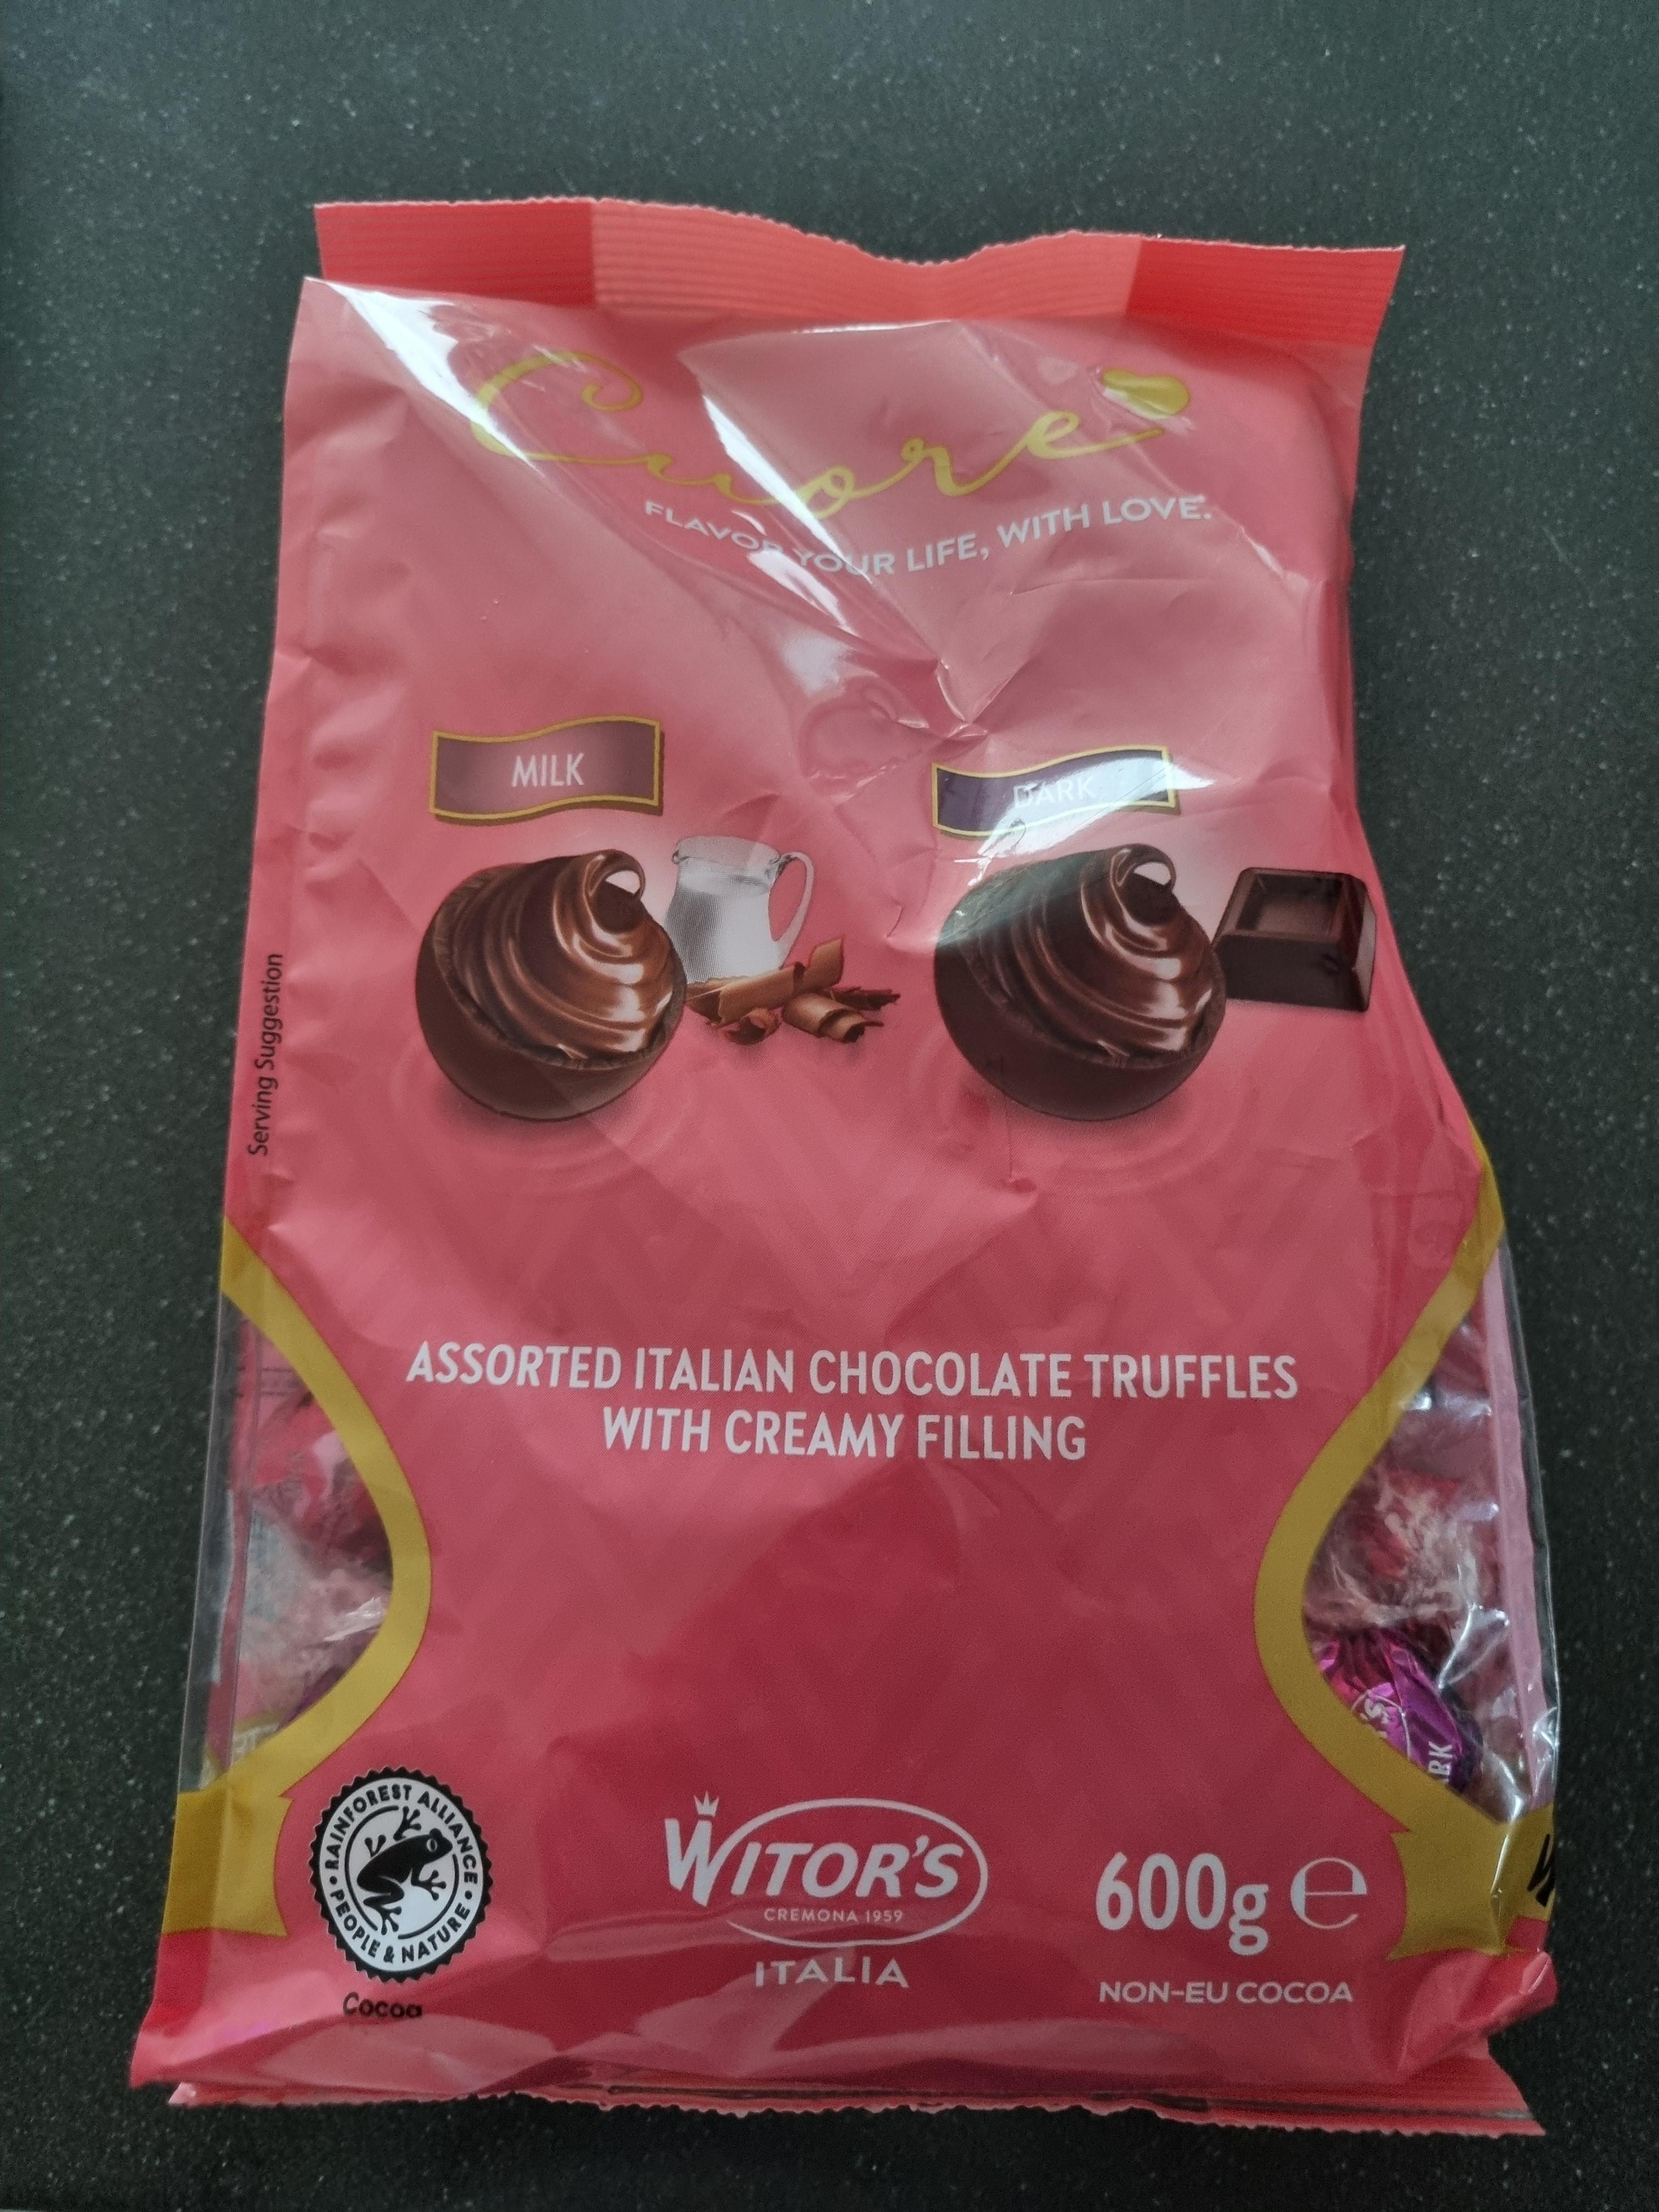 Cuore
FLAVOR YOUR LIFE, WITH LOVE.
MILK
DARK
Serving Suggestion
ASSORTED ITALIAN CHOCOLATE TRUFFLES
WITH CREAMY FILLING
RAINFOREST ALLIANCE
PEOPLE & NATURE
Cocoa
WITOR'S
CREMONA 1959
ITALIA
600g ℮
NON-EU COCOA